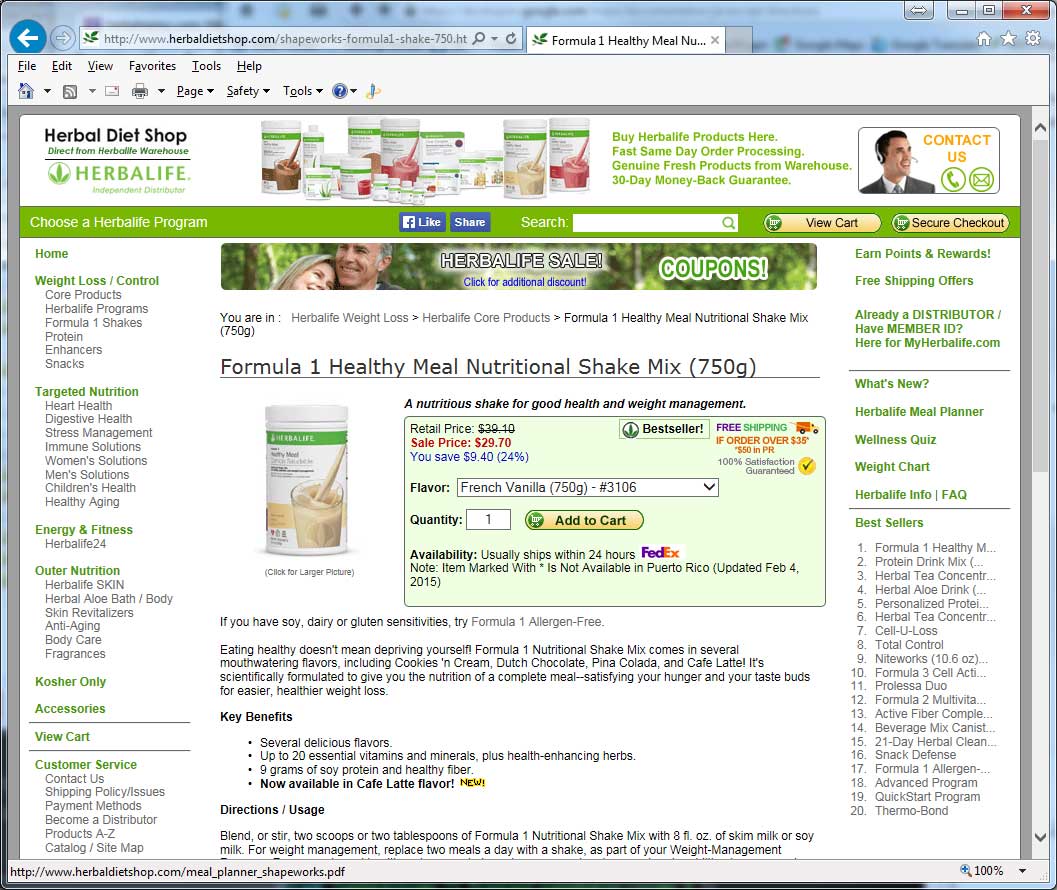 http://www.herbaldietshop.com/shapeworks-formula1-shake-750.ht
Formula 1 Healthy Meal Nu...
File Edit View Favorites Tools Help
Page Safety Tools
Herbal Diet Shop
Direct from Herbalife Warehouse
HERBALIFE.
Independent Distributor
Buy Herbalife Products Here.
Fast Same Day Order Processing.
Genuine Fresh Products from Warehouse.
30-Day Money-Back Guarantee.
CONTACT
US
Choose a Herbalife Program
Like Share
Search:
View Cart
Secure Checkout
Home
Weight Loss / Control
Core Products
Herbalife Programs
Formula 1 Shakes
Protein
Enhancers
Snacks
Targeted Nutrition
Heart Health
Digestive Health
Stress Management
Immune Solutions
Women's Solutions
Men's Solutions
Children's Health
Healthy Aging
Energy & Fitness
Herbalife24
Outer Nutrition
Herbalife SKIN
Herbal Aloe Bath / Body
Skin Revitalizers
Anti-Aging
Body Care
Fragrances
Kosher Only
Accessories
View Cart
Customer Service
Contact Us
Shipping Policy/Issues
Payment Methods
Become a Distributor
Products A-Z
Catalog / Site Map
HERBALIFE SALE!
Click for additional discount!
COUPONS!
You are in : Herbalife Weight Loss > Herbalife Core Products > Formula 1 Healthy Meal Nutritional Shake Mix
(750g)
Formula 1 Healthy Meal Nutritional Shake Mix (750g)
HERBALIFE.
Healthy Meal
(Click for Larger Picture)
A nutritious shake for good health and weight management.
Retail Price: $39.10
Sale Price: $29.70
You save $9.40 (24%)
Bestseller!
FREE SHIPPING
IF ORDER OVER $35*
*$50 in PR
100% Satisfaction
Guaranteed
Flavor: French Vanilla (750g) - #3106
Quantity: 1 Add to Cart
Availability: Usually ships within 24 hours FedEx
Note: Item Marked With * Is Not Available in Puerto Rico (Updated Feb 4,
2015)
If you have soy, dairy or gluten sensitivities, try Formula 1 Allergen-Free.
Eating healthy doesn't mean depriving yourself! Formula 1 Nutritional Shake Mix comes in several
mouthwatering flavors, including Cookies 'n Cream, Dutch Chocolate, Pina Colada, and Cafe Latte! It's
scientifically formulated to give you the nutrition of a complete meal--satisfying your hunger and your taste buds
for easier, healthier weight loss.
Key Benefits
• Several delicious flavors.
• Up to 20 essential vitamins and minerals, plus health-enhancing herbs.
• 9 grams of soy protein and healthy fiber.
• Now available in Cafe Latte flavor! NEW!
Directions / Usage
Blend, or stir, two scoops or two tablespoons of Formula 1 Nutritional Shake Mix with 8 fl. oz. of skim milk or soy
milk. For weight management, replace two meals a day with a shake, as part of your Weight-Management
Earn Points & Rewards!
Free Shipping Offers
Already a DISTRIBUTOR /
Have MEMBER ID?
Here for MyHerbalife.com
What's New?
Herbalife Meal Planner
Wellness Quiz
Weight Chart
Herbalife Info | FAQ
Best Sellers
1. Formula 1 Healthy M...
2. Protein Drink Mix (...
3. Herbal Tea Concentr...
4. Herbal Aloe Drink (...
5. Personalized Protei...
6. Herbal Tea Concentr...
7. Cell-U-Loss
8. Total Control
9. Niteworks (10.6 oz)...
10. Formula 3 Cell Acti...
11. Prolessa Duo
12. Formula 2 Multivita...
13. Active Fiber Comple...
14. Beverage Mix Canist...
15. 21-Day Herbal Clean...
16. Snack Defense
17. Formula 1 Allergen-...
18. Advanced Program
19. QuickStart Program
20. Thermo-Bond
http://www.herbaldietshop.com/meal_planner_shapeworks.pdf
100%